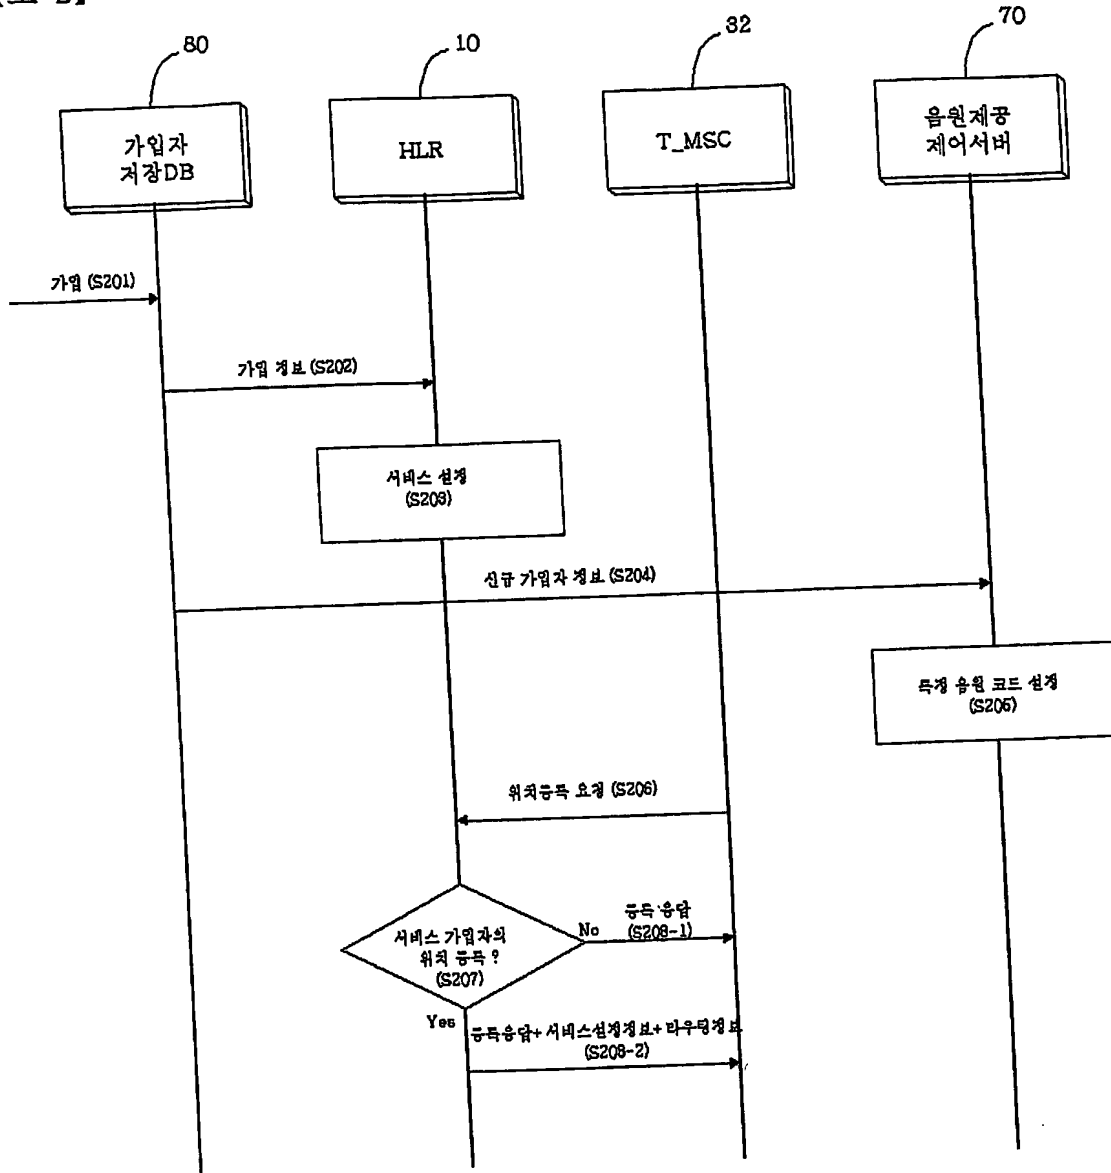 80
10
32
70
가입자
저장DB
HLR
T_MSC
음원제공
제어서버
가입 (S201)
가입 정보 (S202)
서비스 설정
(S203)
신규 가입자 정보 (S204)
특정 음원 코드 설정
(S205)
위치등록 요청 (S206)
서비스 가입자의
위치 등록 ?
(S207)
No
등록 응답
(S208-1)
Yes
등록응답+ 서비스설정정보+ 라우팅정보
(S208-2)